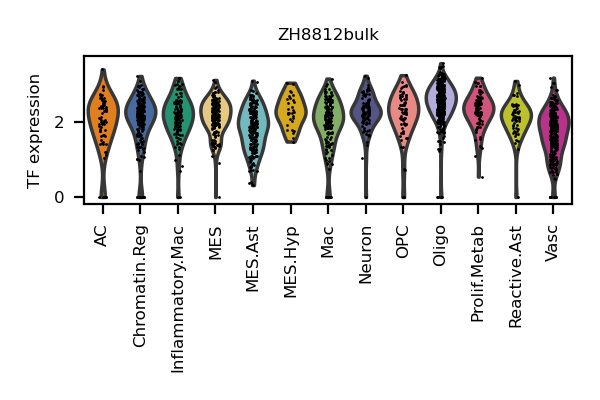 ZH8812bulk
TF expression
2
0
AC
Chromatin.Reg
Inflammatory.Mac
MES
MES.Ast
MES.Hyp
Mac
Neuron
OPC
Oligo
Prolif.Metab
Reactive.Ast
Vasc